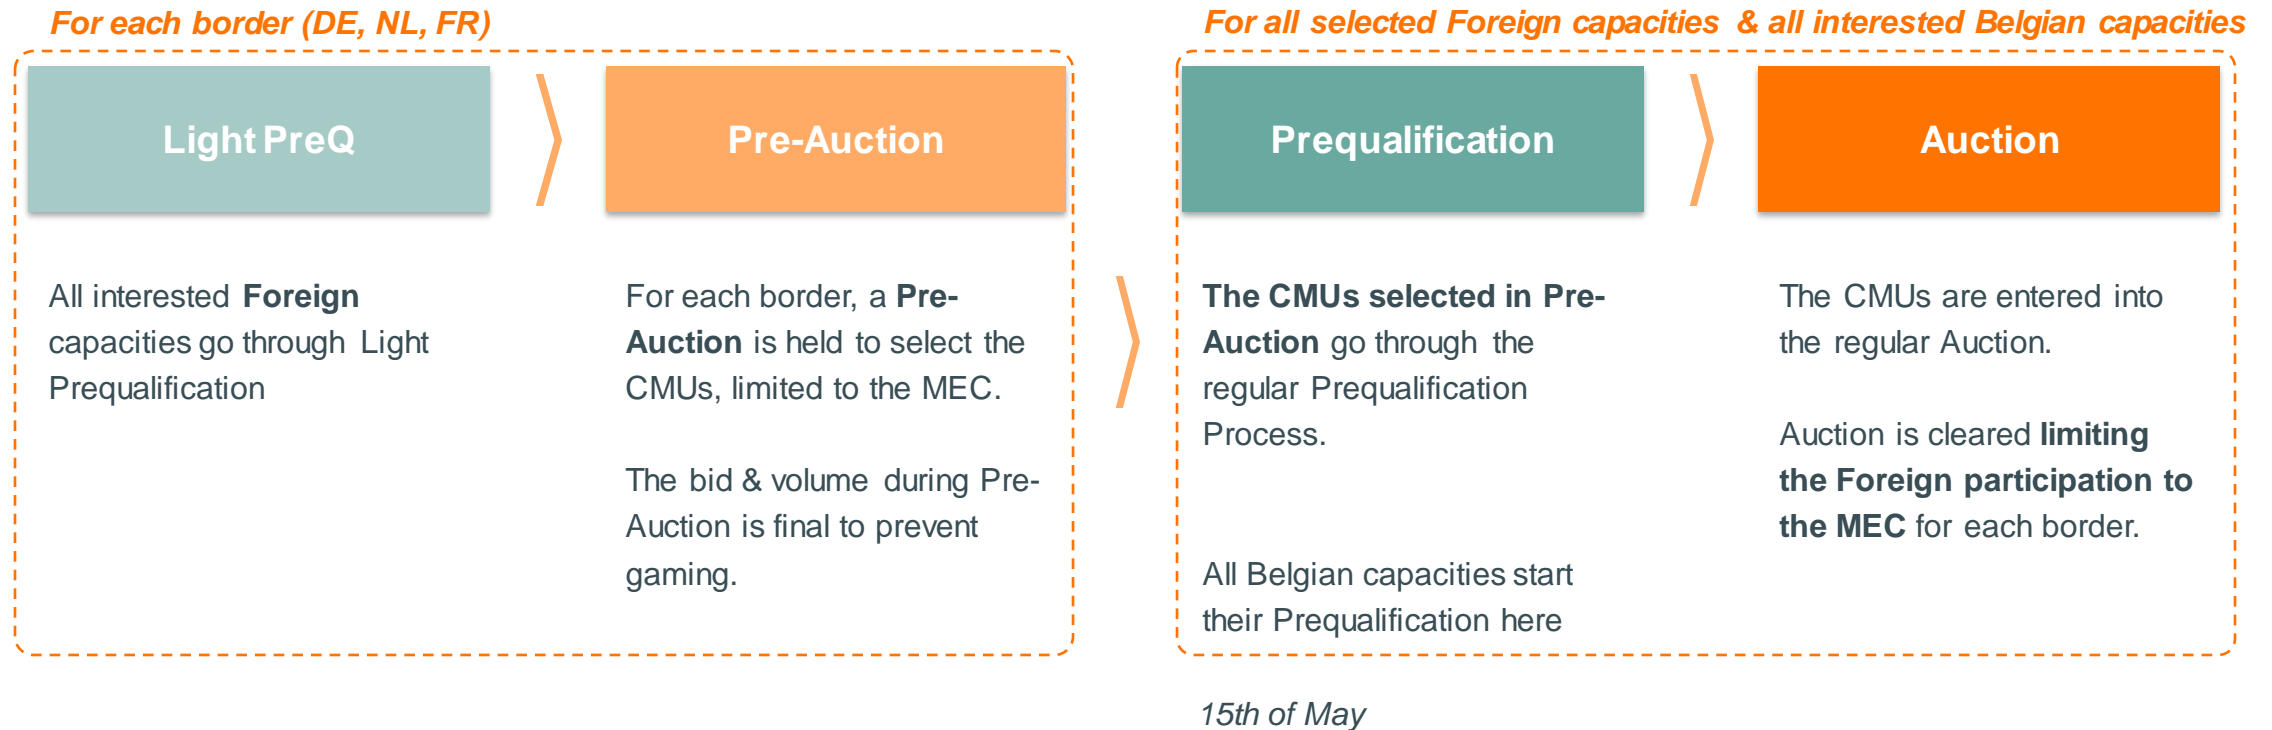 For each border (DE, NL, FR)
For all selected Foreign capacities & all interested Belgian capacities
Light PreQ
Pre-Auction
Prequalification
Auction
All interested Foreign
capacities go through Light
Prequalification
For each border, a Pre-
Auction is held to select the
CMUs, limited to the MEC.
The bid & volume during Pre-
Auction is final to prevent
gaming.
The CMUs selected in Pre-
Auction go through the
regular Prequalification
Process.
All Belgian capacities start
their Prequalification here
The CMUs are entered into
the regular Auction.
Auction is cleared limiting
the Foreign participation to
the MEC for each border.
15th of May